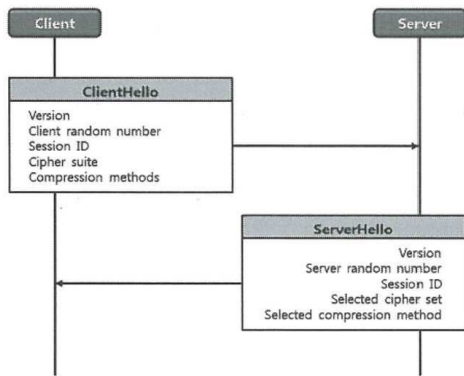 Client
Server
ClientHello
Version
Client random number
Session ID
Cipher suite
Compression methods
ServerHello
Version
Server random number
Session ID
Selected cipher set
Selected compression method